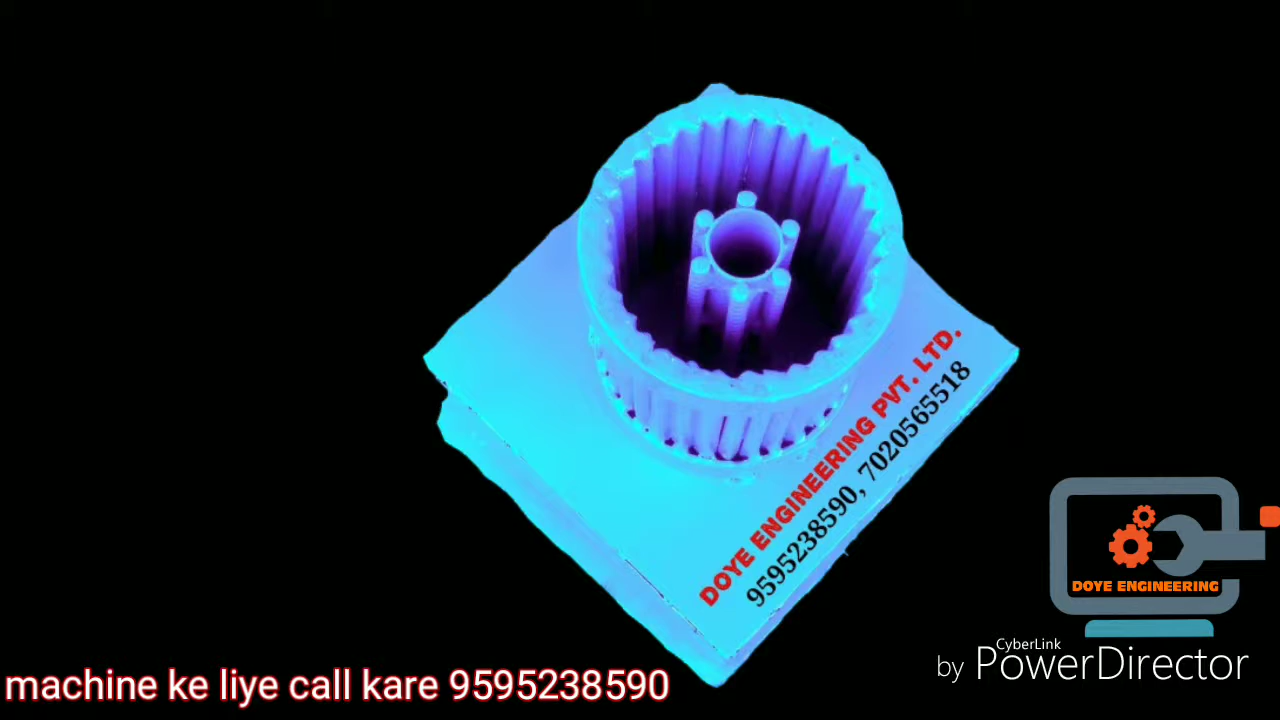 DOYE ENGINEERING PVT. LTD.
9595238590, 7020565518
DOYE ENGINEERING
CyberLink
by PowerDirector
machine ke liye call kare 9595238590